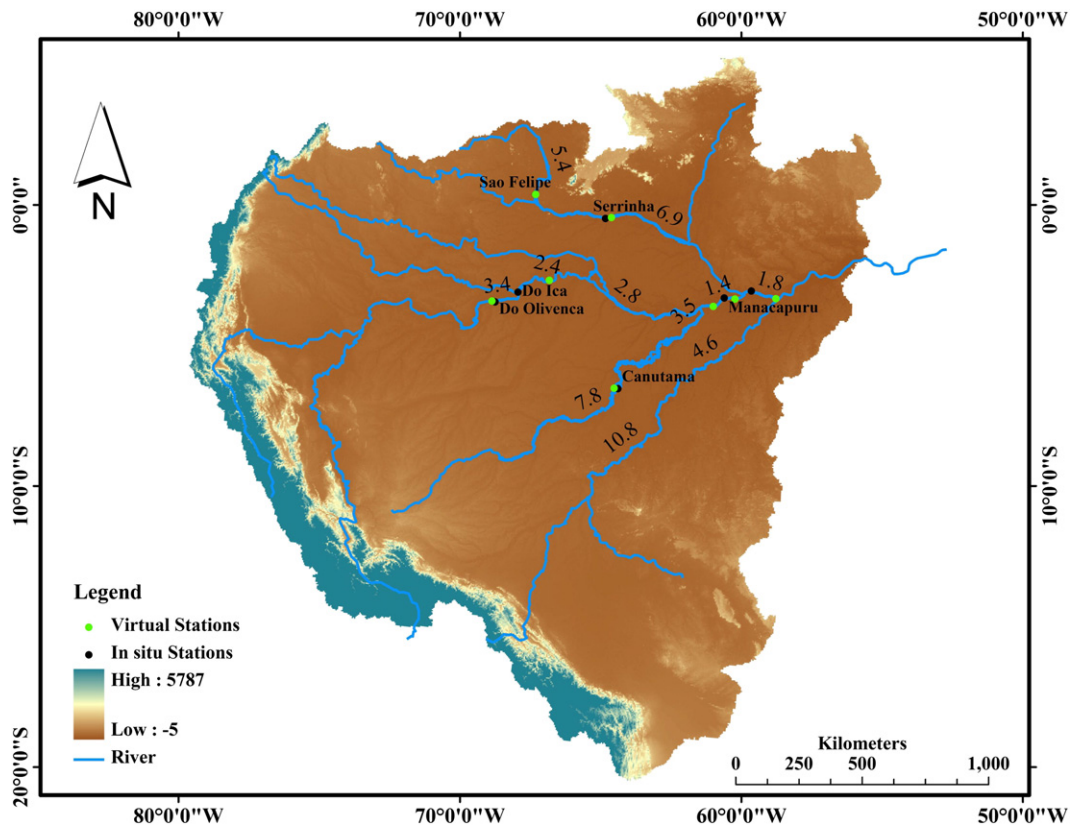 80°0'0"W 70°0'0"W 60°0'0"W 50°0'0"W
N
5.4
Sao Felipe
Serrinha
6.9
0°0'0"
0°0'0"
2.4
3.4
Do Ica
Do Olivenca
2.8
1.4
1.8
Manacapuru
3.5
4.6
Canutama
7.8
10.8
10°0'0"S
10°0'0"S
Legend
Virtual Stations
In situ Stations
High : 5787
Low : -5
River
Kilometers
0 250 500 1,000
20°0'0"S
80°0'0"W 70°0'0"W 60°0'0"W 50°0'0"W